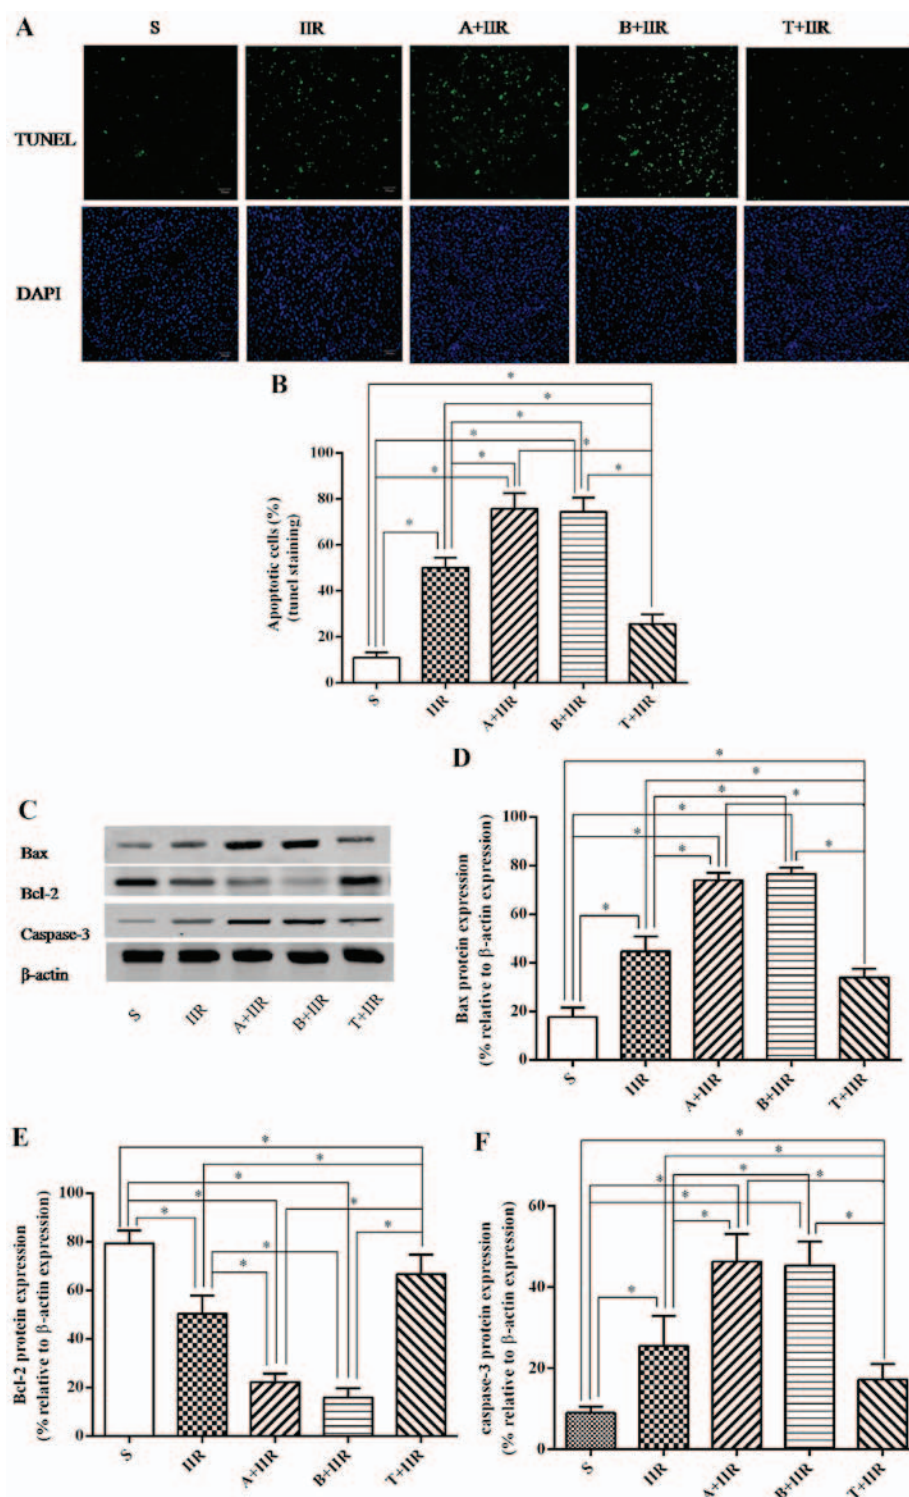 A
S IIR A+IIR B+IIR T+IIR
TUNEL
DAPI
B
* * * * * * * * *
Apoptotic cells (%)
(tunel staining)
100
80
60
40
20
0
S IIR A+IIR B+IIR T+IIR
C
Bax
Bcl-2
Caspase-3
β-actin
S IIR A+IIR B+IIR T+IIR
D
* * * * * * * * *
Bax protein expression
(% relative to β-actin expression)
100
80
60
40
20
0
S IIR A+IIR B+IIR T+IIR
E
* * * * * * * * *
Bcl-2 protein expression
(% relative to β-actin expression)
100
80
60
40
20
0
S IIR A+IIR B+IIR T+IIR
F
* * * * * * * * *
caspase-3 protein expression
(% relative to β-actin expression)
60
40
20
0
S IIR A+IIR B+IIR T+IIR